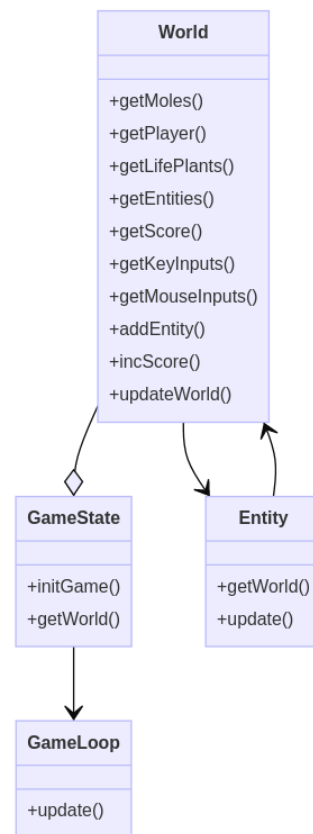 World
+getMoles()
+getPlayer()
+getLifePlants()
+getEntities()
+getScore()
+getKeyInputs()
+getMouseInputs()
+addEntity()
+incScore()
+updateWorld()
GameState
+initGame()
+getWorld()
Entity
+getWorld()
+update()
GameLoop
+update()